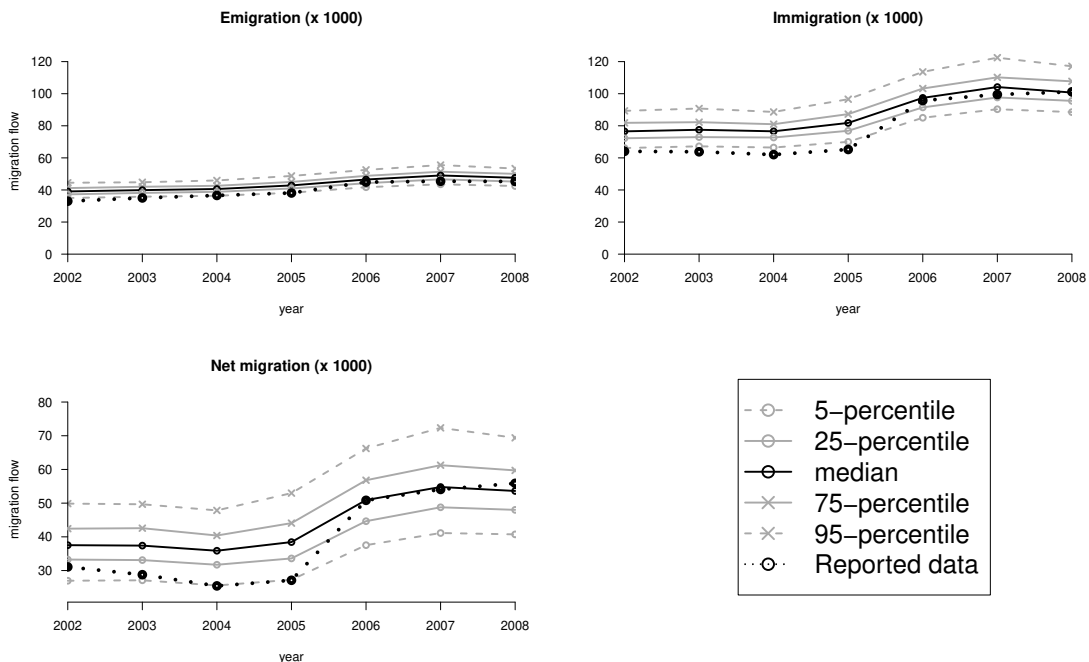 Emigration (x 1000)
migration flow
120
100
80
60
40
20
0
2002 2003 2004 2005 2006 2007 2008
year
Immigration (x 1000)
120
100
80
60
40
20
0
2002 2003 2004 2005 2006 2007 2008
year
Net migration (x 1000)
migration flow
80
70
60
50
40
30
2002 2003 2004 2005 2006 2007 2008
year
5−percentile
25−percentile
median
75−percentile
95−percentile
Reported data